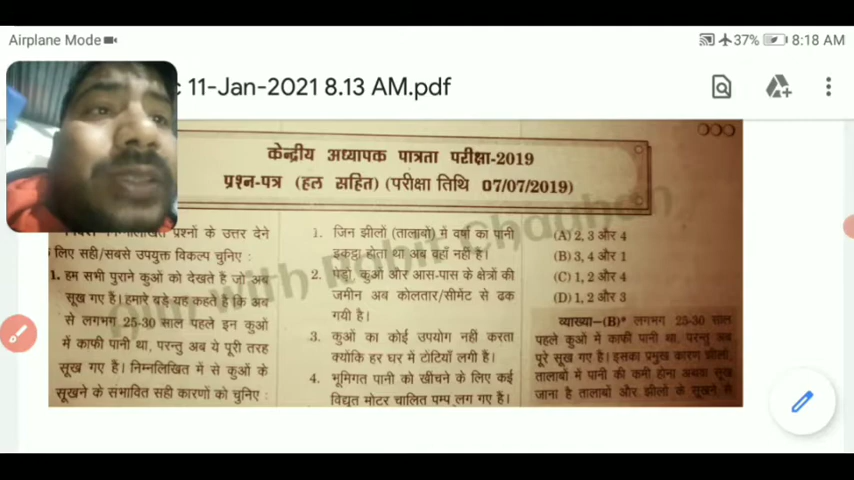 Airplane Mode
37%
8:18 AM
11-Jan-2021 8.13 AM.pdf
केन्द्रीय अध्यापक पात्रता परीक्षा-2019
प्रश्न-पत्र (हल सहित) (परीक्षा तिथि 07/07/2019)
निम्नलिखित प्रश्नों के उत्तर देने
लिए सही/सबसे उपयुक्त विकल्प चुनिए :
1. हम सभी पुराने कुओं को देखते हैं जो अब
सूख गए हैं। हमारे बड़े यह कहते हैं कि अब
से लगभग 25-30 साल पहले इन कुओं
में काफी पानी था, परन्तु अब ये पूरी तरह
सूख गए हैं। निम्नलिखित में से कुओं के
सूखने के संभावित सही कारणों को चुनिए :
1. जिन झीलों (तालाबों) में वर्षा का पानी
इकट्ठा होता था अब वहाँ नहीं है।
2. पेड़ों, कुओं और आस-पास के क्षेत्रों की
जमीन अब कोलतार/सीमेंट से ढक
गयी है।
3. कुओं का कोई उपयोग नहीं करता
क्योंकि हर घर में टोटियाँ लगी है।
4. भूमिगत पानी को खींचने के लिए कई
विद्युत मोटर चालित पम्प लग गए हैं।
(A) 2, 3 और 4
(B) 3, 4 और 1
(C) 1, 2 और 4
(D) 1, 2 और 3
व्याख्या–(B)* लगभग 25-30 साल
पहले कुओं में काफी पानी था, परन्तु अब
पूरे सूख गए है। इसका प्रमुख कारण झीलों,
तालाबों में पानी की कमी होना अथवा सूख
जाना है तालाबों और झीलों के सूखने से
with Rohit Chauhan